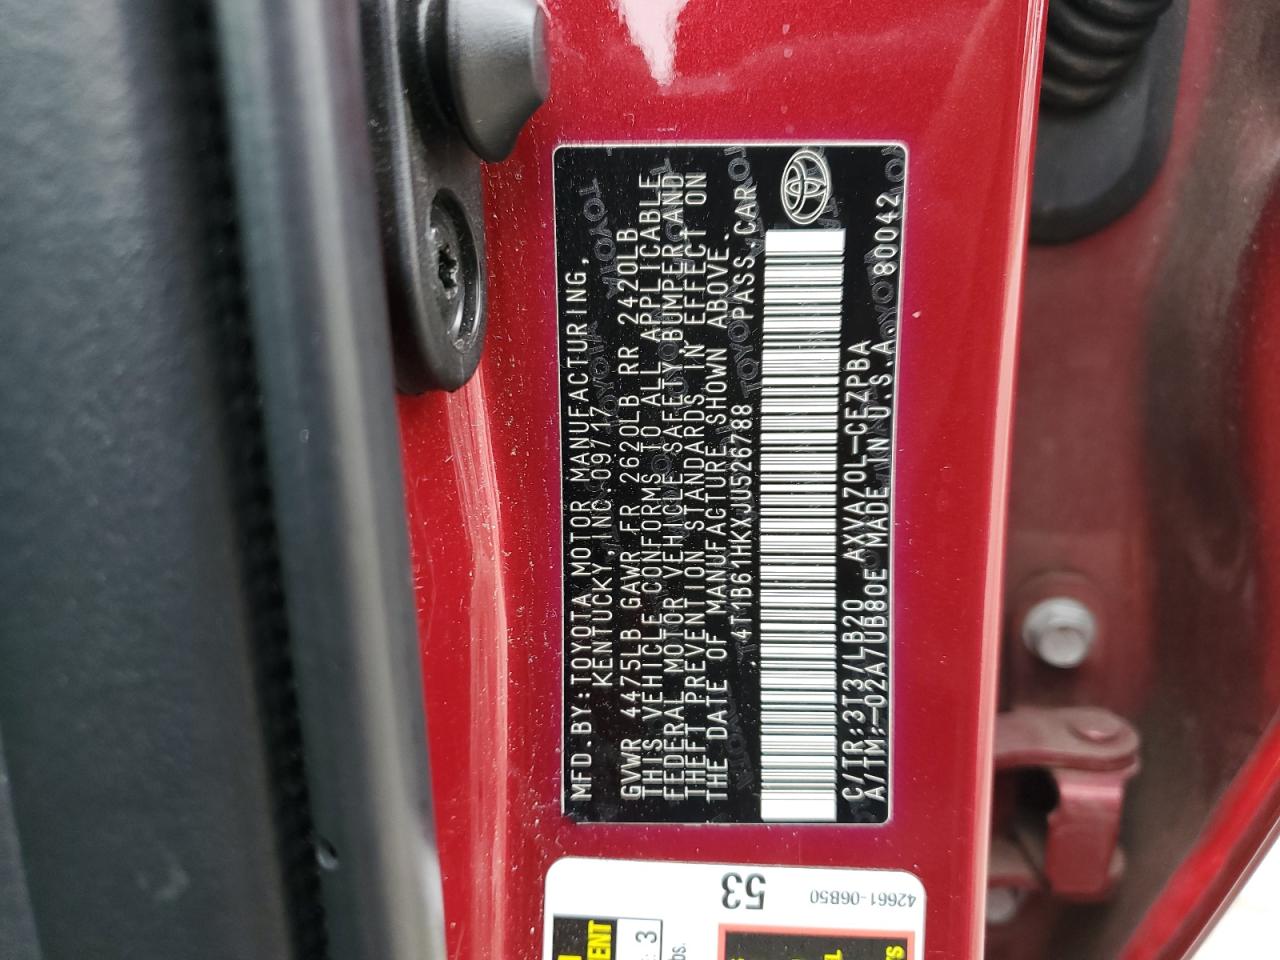 MFD.BY:TOYOTA MOTOR MANUFACTURING,
KENTUCKY,INC.09/17
GVWR 4475LB GAWR FR 2620LB RR 2420LB
THIS VEHICLE CONFORMS TO ALL APPLICABLE
FEDERAL MOTOR VEHICLE SAFETY,BUMPER,AND
THEFT PREVENTION STANDARDS IN EFFECT ON
THE DATE OF MANUFACTURE SHOWN ABOVE.
4T1B61HKXJU526788 PASS.CAR
C/TR:3T3/LB20 AXVA70L-CEZPBA
A/TM:-02A/UB80E MADE IN U.S.A. 80042
53
42661-06B50
3